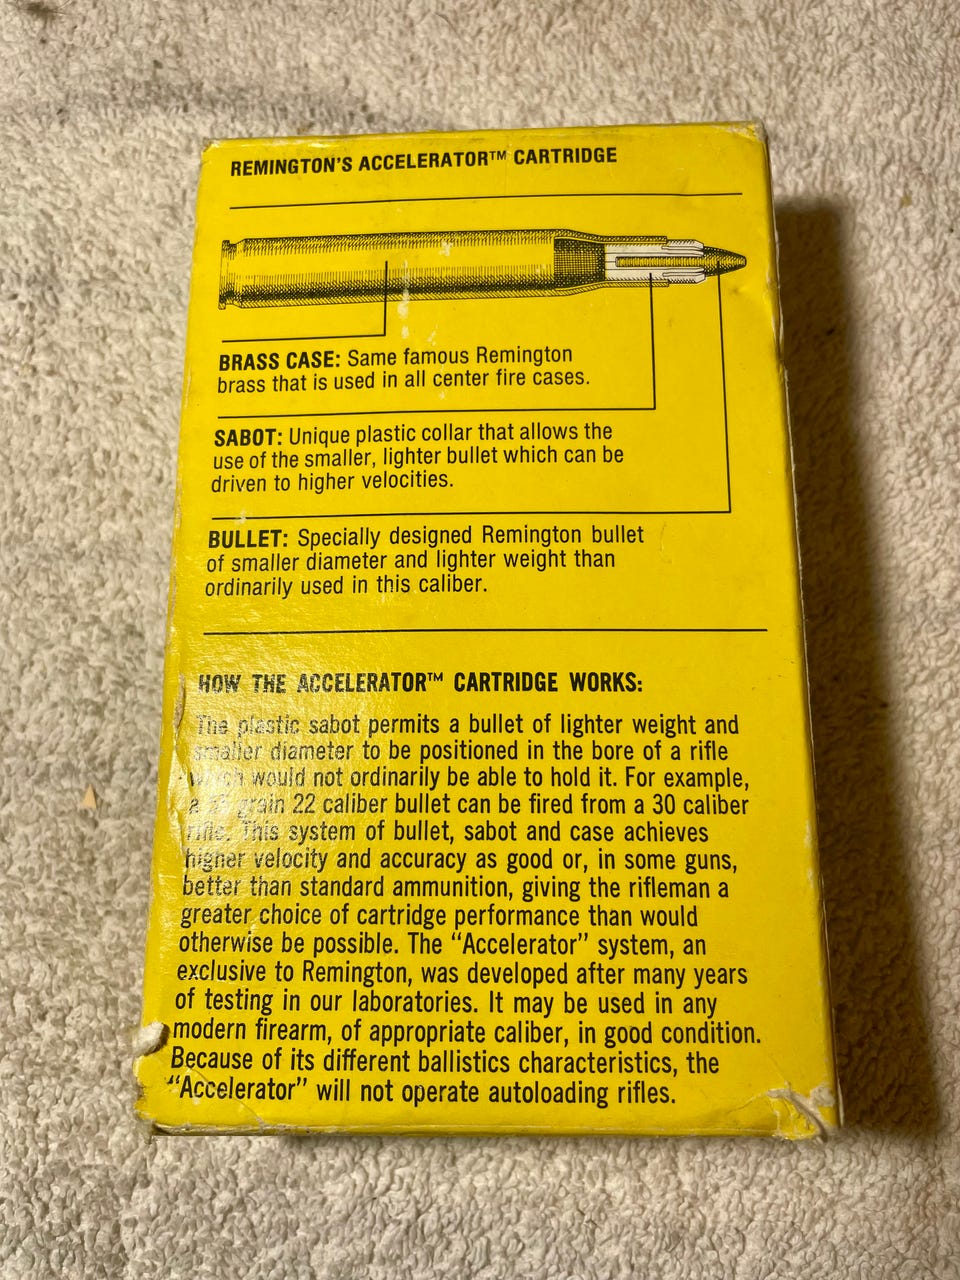 REMINGTON'S ACCELERATOR™ CARTRIDGE
BRASS CASE: Same famous Remington
brass that is used in all center fire cases.
SABOT: Unique plastic collar that allows the
use of the smaller, lighter bullet which can be
driven to higher velocities.
BULLET: Specially designed Remington bullet
of smaller diameter and lighter weight than
ordinarily used in this caliber.
HOW THE ACCELERATOR™ CARTRIDGE WORKS:
The plastic sabot permits a bullet of lighter weight and
smaller diameter to be positioned in the bore of a rifle
which would not ordinarily be able to hold it. For example,
a grain 22 caliber bullet can be fired from a 30 caliber
rifle. This system of bullet, sabot and case achieves
higher velocity and accuracy as good or, in some guns,
better than standard ammunition, giving the rifleman a
greater choice of cartridge performance than would
otherwise be possible. The “Accelerator” system, an
exclusive to Remington, was developed after many years
of testing in our laboratories. It may be used in any
modern firearm, of appropriate caliber, in good condition.
Because of its different ballistics characteristics, the
“Accelerator” will not operate autoloading rifles.